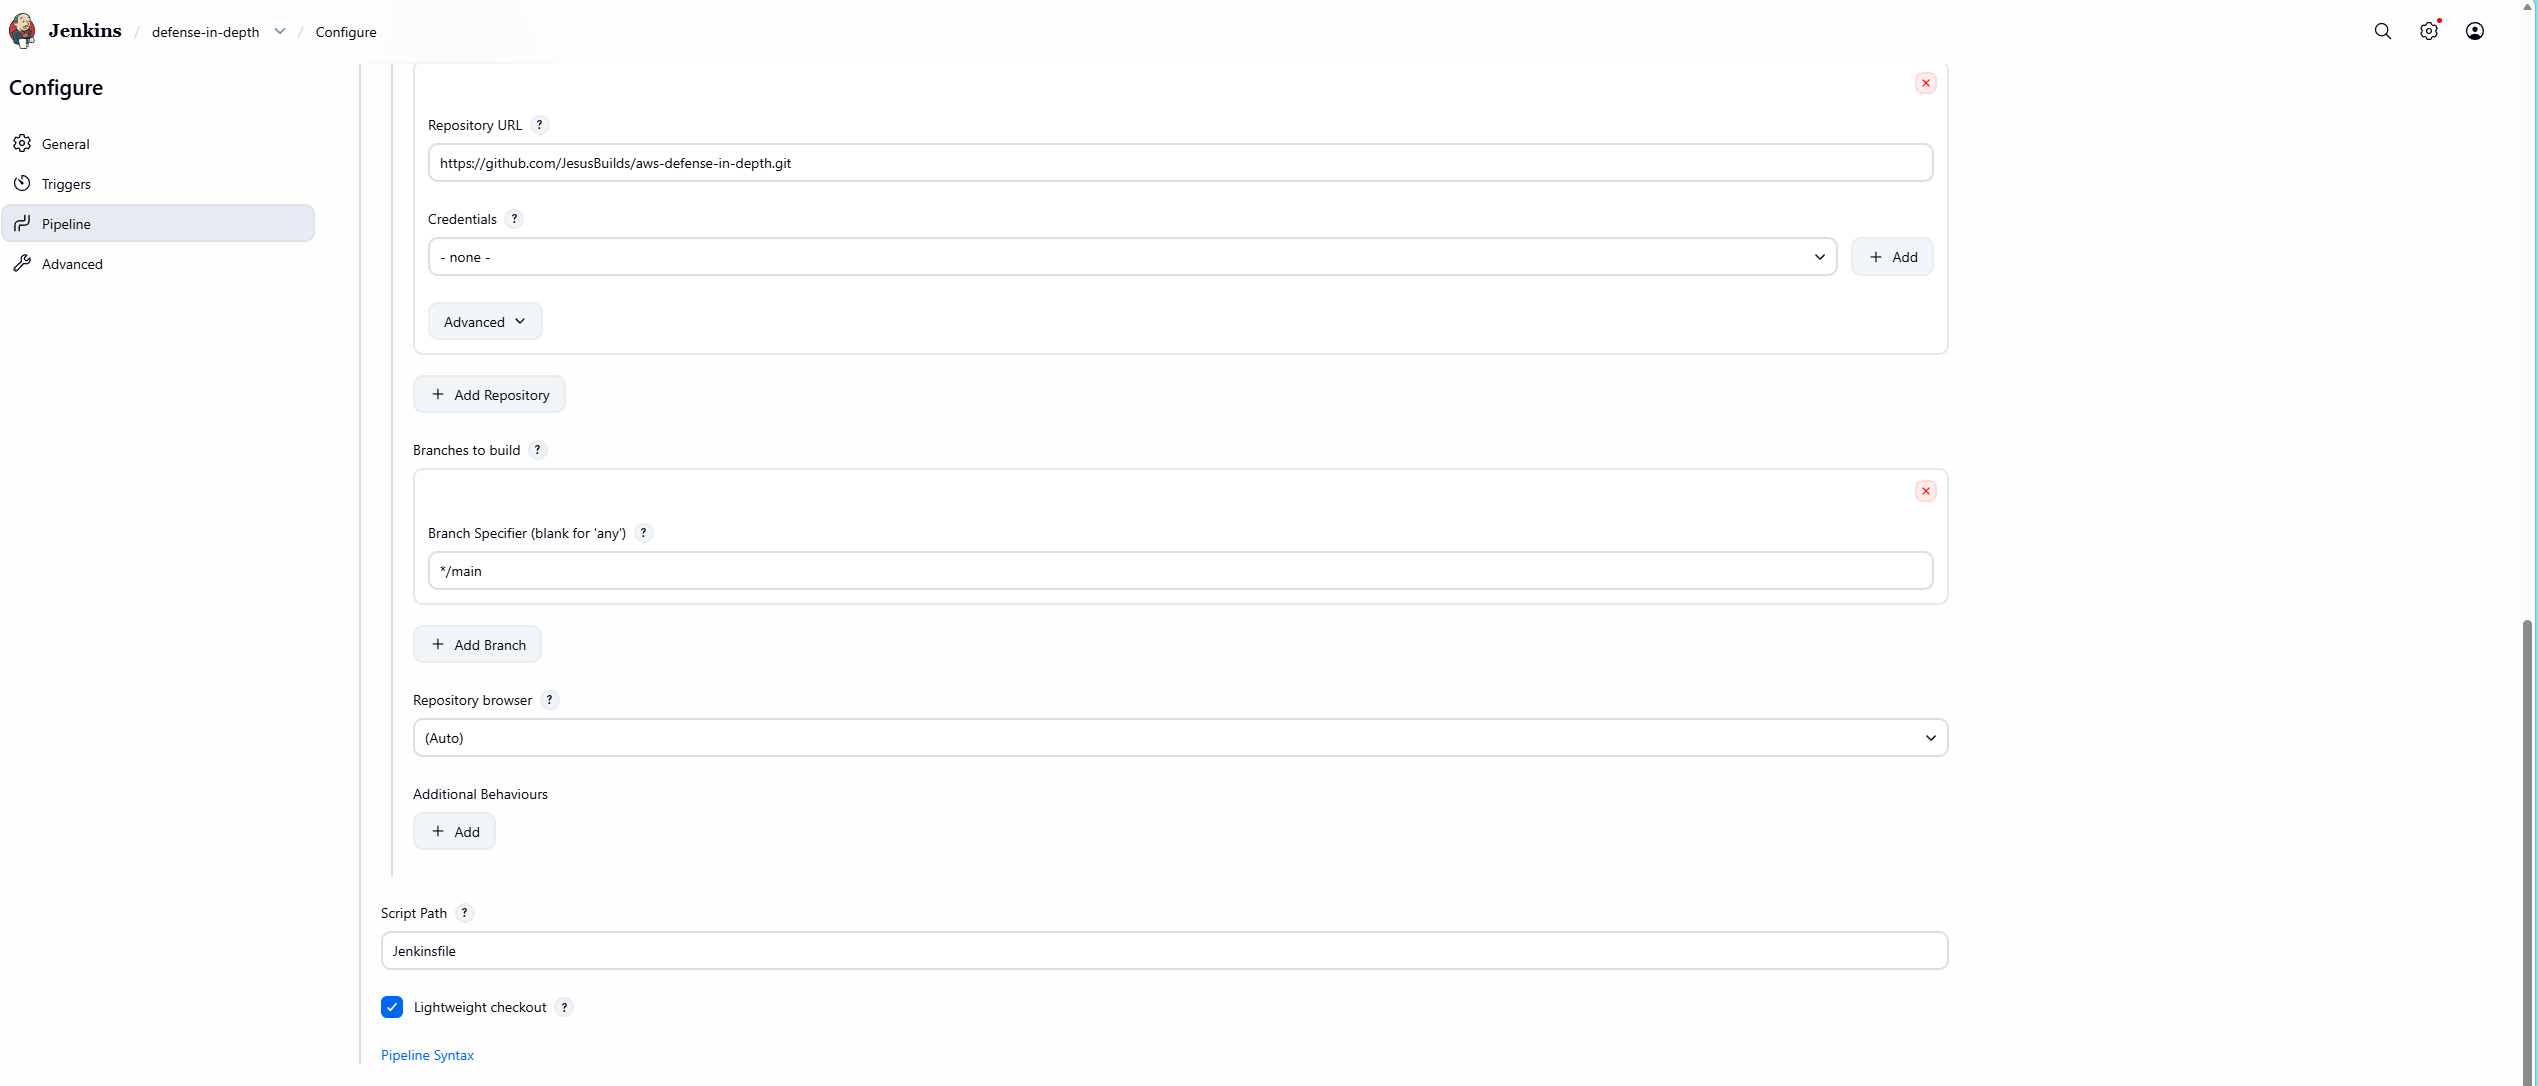 Jenkins / defense-in-depth / Configure
Configure
General
Triggers
Pipeline
Advanced
Repository URL ?
https://github.com/JesusBuilds/aws-defense-in-depth.git
Credentials ?
- none -
+ Add
Advanced
+ Add Repository
Branches to build ?
Branch Specifier (blank for 'any') ?
*/main
+ Add Branch
Repository browser ?
(Auto)
Additional Behaviours
+ Add
Script Path ?
Jenkinsfile
Lightweight checkout ?
Pipeline Syntax